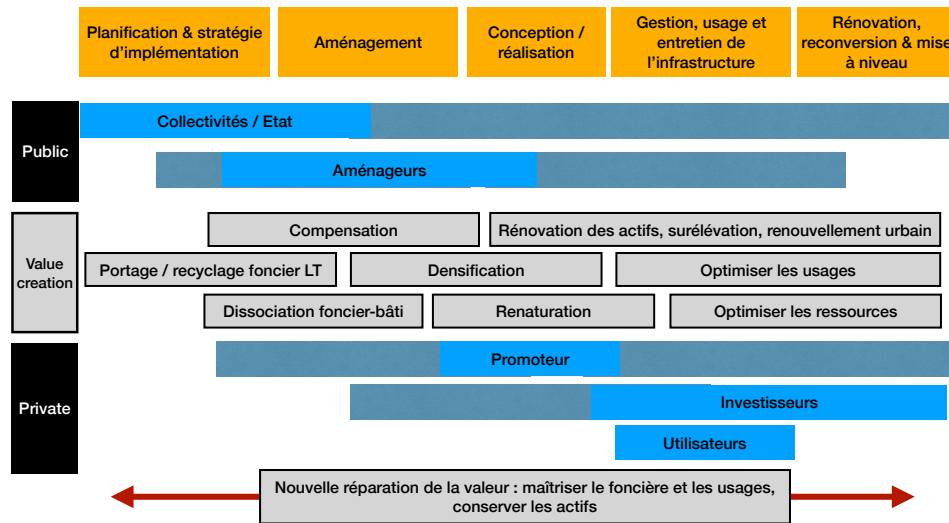 Planification & stratégie
d’implémentation
Aménagement
Conception /
réalisation
Gestion, usage et
entretien de
l’infrastructure
Rénovation,
reconversion & mise
à niveau
Public
Collectivités / Etat
Aménageurs
Value
creation
Compensation
Rénovation des actifs, surélévation, renouvellement urbain
Portage / recyclage foncier LT
Densification
Optimiser les usages
Dissociation foncier-bâti
Renaturation
Optimiser les ressources
Private
Promoteur
Investisseurs
Utilisateurs
Nouvelle réparation de la valeur : maîtriser le foncière et les usages,
conserver les actifs